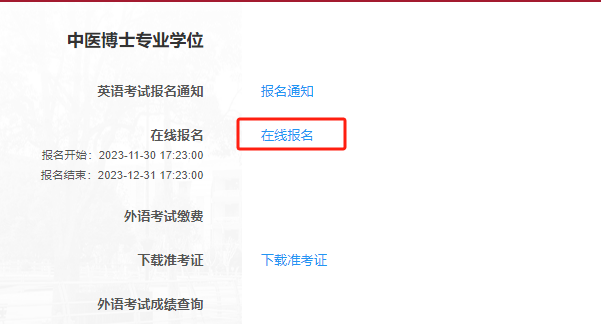 中医博士专业学位
英语考试报名通知 报名通知
在线报名 在线报名
报名开始：2023-11-30 17:23:00
报名结束：2023-12-31 17:23:00
外语考试缴费
下载准考证 下载准考证
外语考试成绩查询